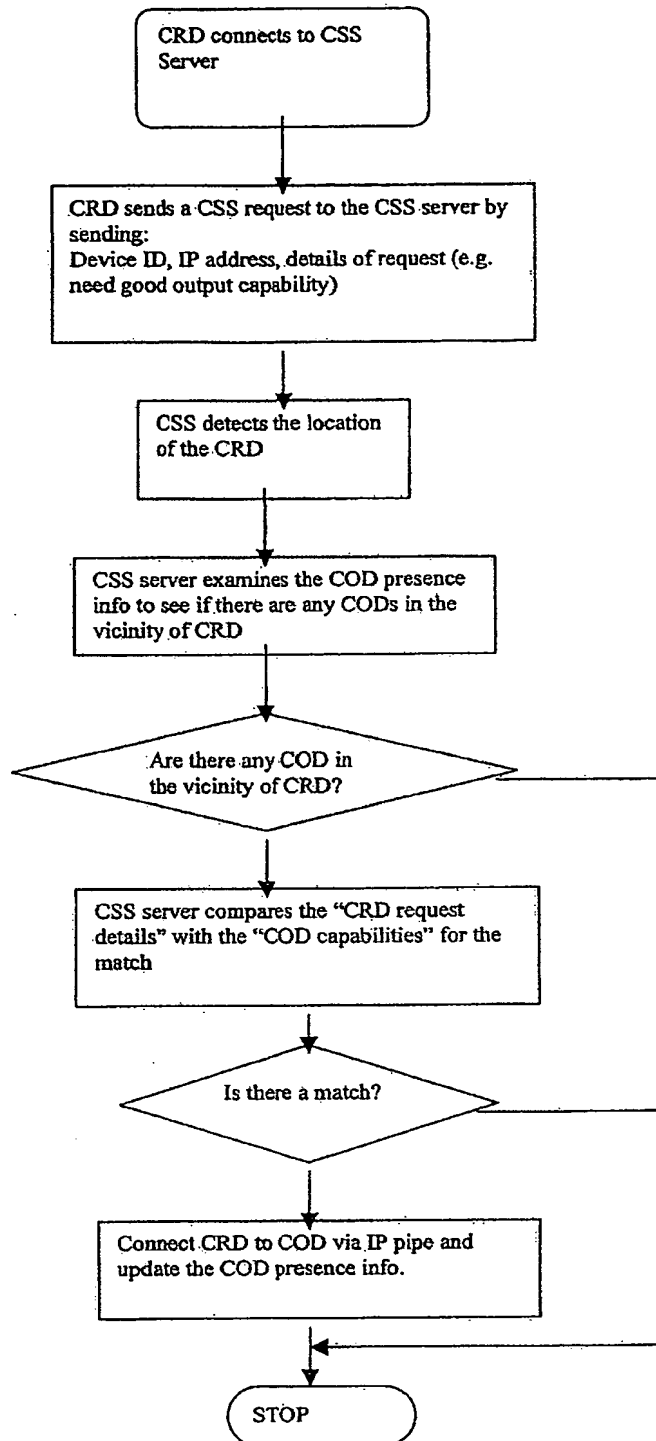 CRD connects to CSS
Server
CRD sends a CSS request to the CSS server by
sending:
Device ID, IP address, details of request (e.g.
need good output capability)
CSS detects the location
of the CRD
CSS server examines the COD presence
info to see if there are any CODs in the
vicinity of CRD
Are there any COD in
the vicinity of CRD?
CSS server compares the “CRD request
details” with the “COD capabilities” for the
match
Is there a match?
Connect CRD to COD via IP pipe and
update the COD presence info.
STOP